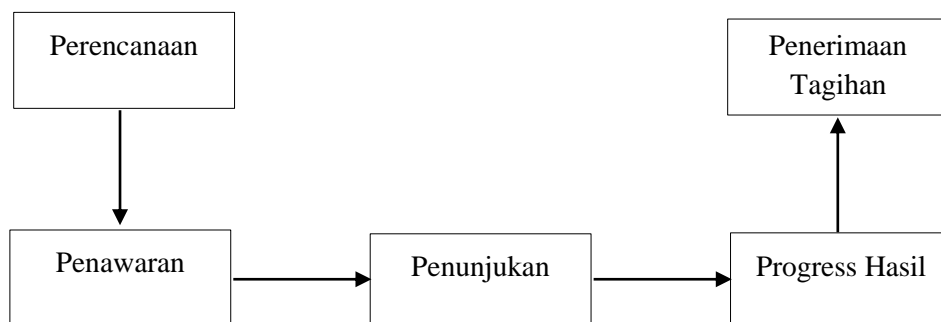 Perencanaan
Penerimaan
Tagihan
Penawaran
Penunjukan
Progress Hasil